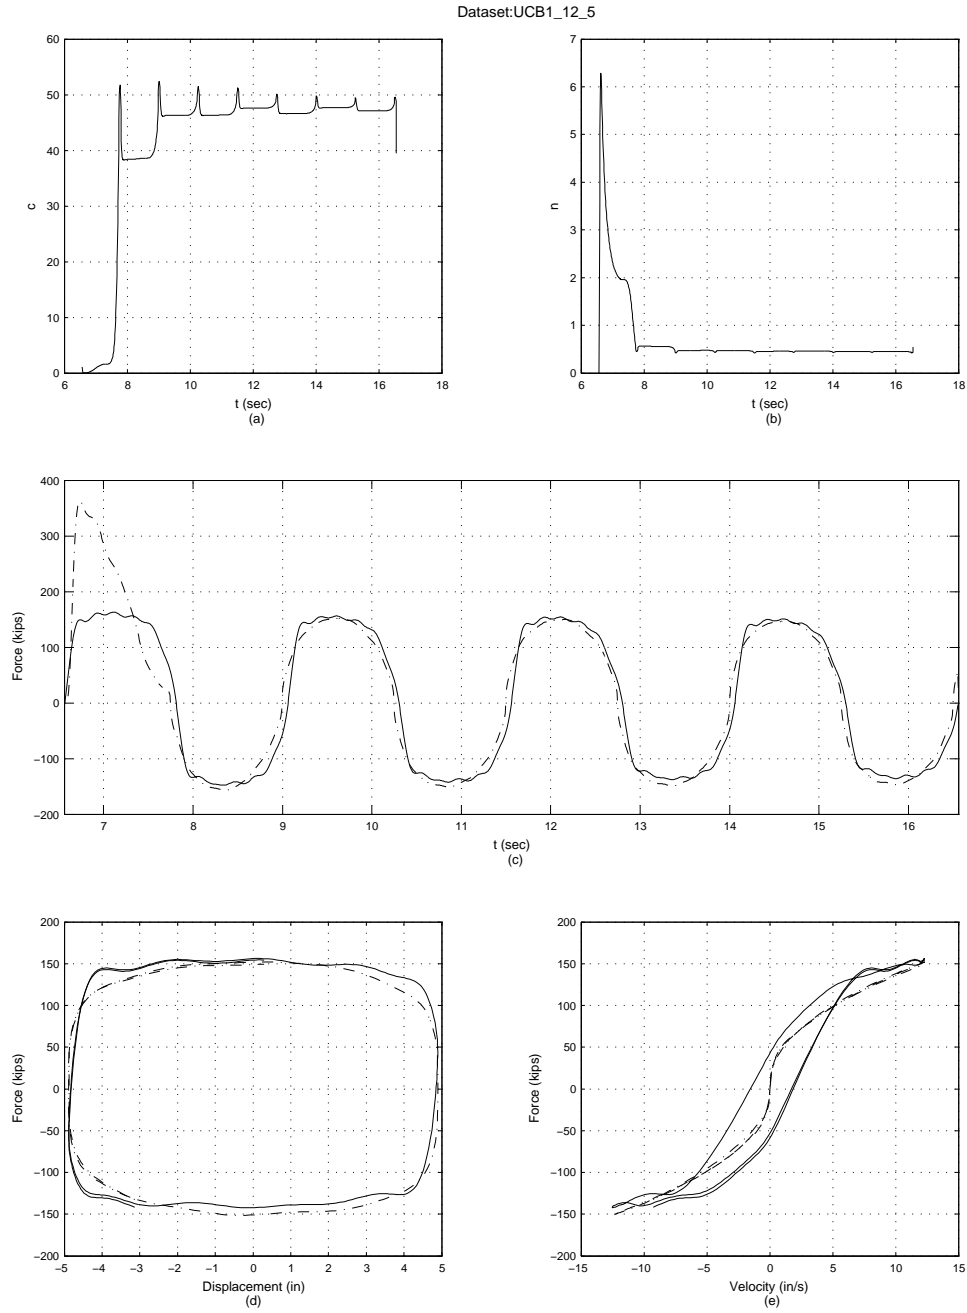 Dataset:UCB1_12_5
60
50
40
30
20
10
0
c
6 8 10 12 14 16 18
t (sec)
(a)
7
6
5
4
3
2
1
0
n
6 8 10 12 14 16 18
t (sec)
(b)
400
300
200
100
0
−100
−200
Force (kips)
7 8 9 10 11 12 13 14 15 16
t (sec)
(c)
200
150
100
50
0
−50
−100
−150
−200
Force (kips)
−5 −4 −3 −2 −1 0 1 2 3 4 5
Displacement (in)
(d)
200
150
100
50
0
−50
−100
−150
−200
Force (kips)
−15 −10 −5 0 5 10 15
Velocity (in/s)
(e)